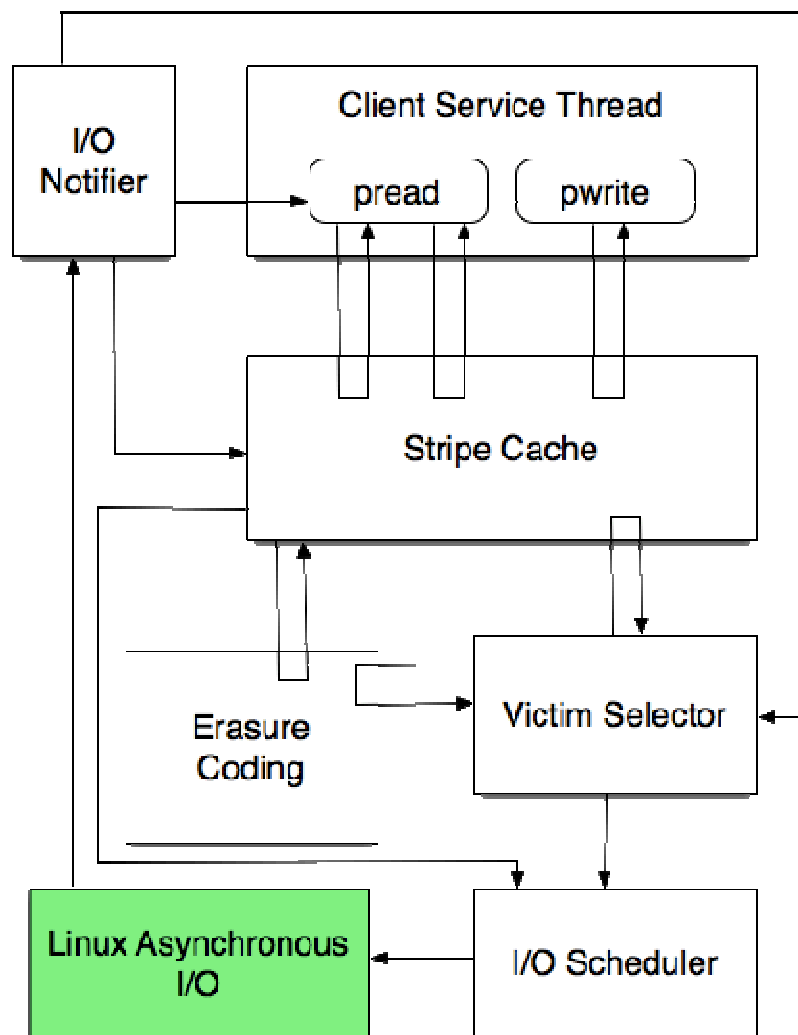 I/O
Notifier
Client Service Thread
pread
pwrite
Stripe Cache
Erasure
Coding
Victim Selector
Linux Asynchronous
I/O
I/O Scheduler